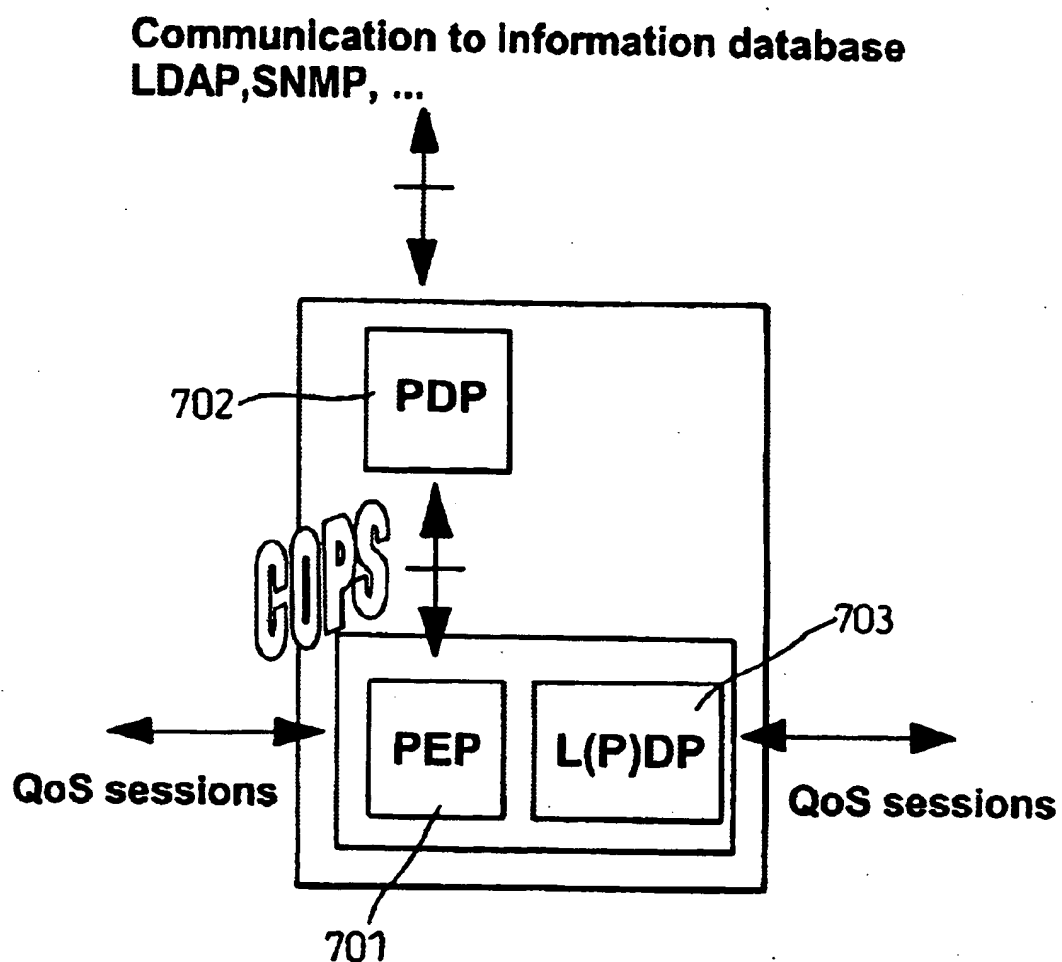 Communication to information database
LDAP,SNMP, ...
702
PDP
COPS
703
PEP
L(P)DP
QoS sessions
QoS sessions
701